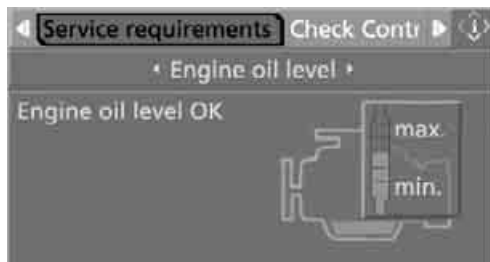 Service requirements Check Contr
Engine oil level
Engine oil level OK
max.
min.